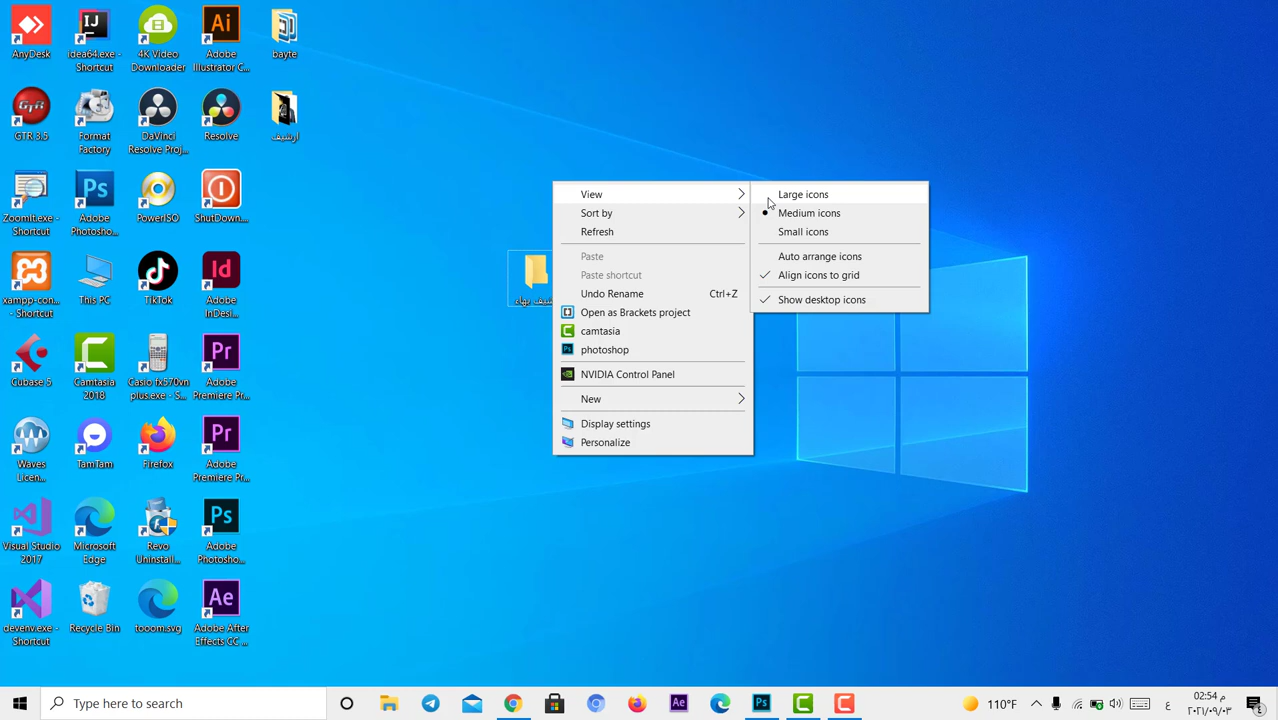 AnyDesk
idea64.exe -
Shortcut
4K Video
Downloader
Adobe
Illustrator C...
bayte
GTR 3.5
Format
Factory
DaVinci
Resolve Proj...
Resolve
ارشيف
ZoomIt.exe -
Shortcut
Adobe
Photosho...
PowerISO
ShutDown...
xampp-con...
- Shortcut
This PC
TikTok
Adobe
InDesi...
Cubase 5
Camtasia
2018
Casio fx570vn
plus.exe - S...
Adobe
Premiere Pr...
Waves
Licen...
TamTam
Firefox
Adobe
Premiere Pr...
Visual Studio
2017
Microsoft
Edge
Revo
Uninstall...
Adobe
Photosho...
devenv.exe -
Shortcut
Recycle Bin
tooom.svg
Adobe After
Effects CC ...
View
Sort by
Refresh
Paste
Paste shortcut
Undo Rename Ctrl+Z
Open as Brackets project
camtasia
photoshop
NVIDIA Control Panel
New
Display settings
Personalize
Large icons
Medium icons
Small icons
Auto arrange icons
Align icons to grid
Show desktop icons
Type here to search
110°F
ع
02:54 م
٢٠٢١/٠٩/٠٣